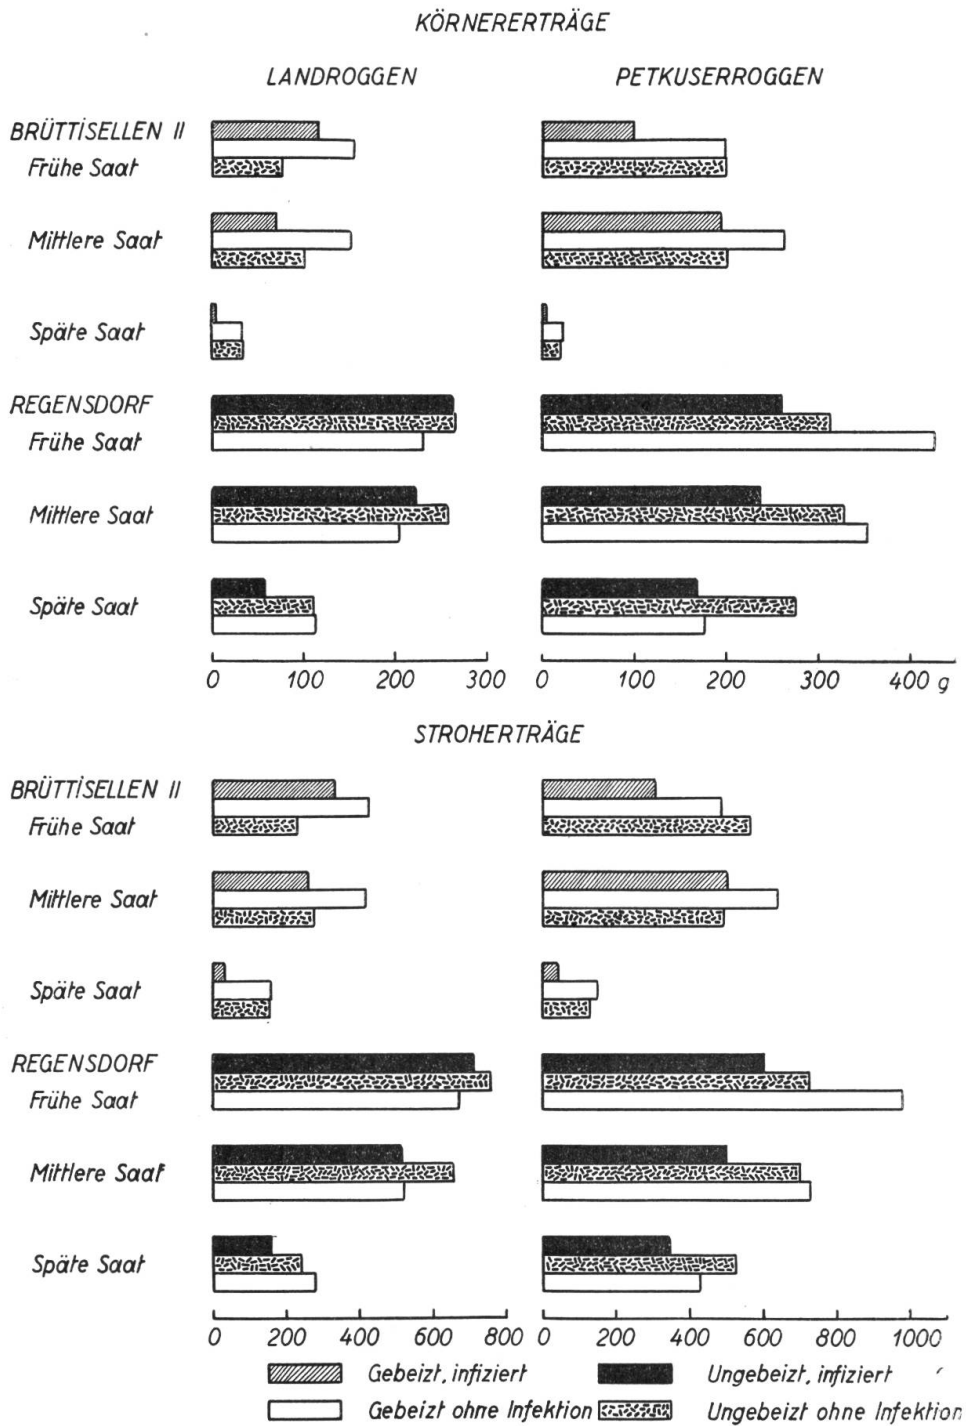 KÖRNERERTRÄGE
LANDROGGEN PETKUSERROGGEN
BRÜTTISELLEN II
Frühe Saat
Mittlere Saat
Späte Saat
REGENSDORF
Frühe Saat
Mittlere Saat
Späte Saat
0 100 200 300 0 100 200 300 400 g
STROHERTRÄGE
BRÜTTISELLEN II
Frühe Saat
Mittlere Saat
Späte Saat
REGENSDORF
Frühe Saat
Mittlere Saat
Späte Saat
0 200 400 600 800 0 200 400 600 800 1000
Gebeizt, infiziert Ungebeizt, infiziert
Gebeizt ohne Infektion Ungebeizt ohne Infektion